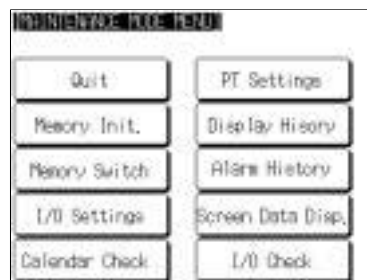 [MAINTENANCE MODE MENU]
Quit
PT Settings
Memory Init.
Display Hisory
Memory Switch
Alarm History
I/O Settings
Screen Data Disp.
Calendar Check
I/O Check